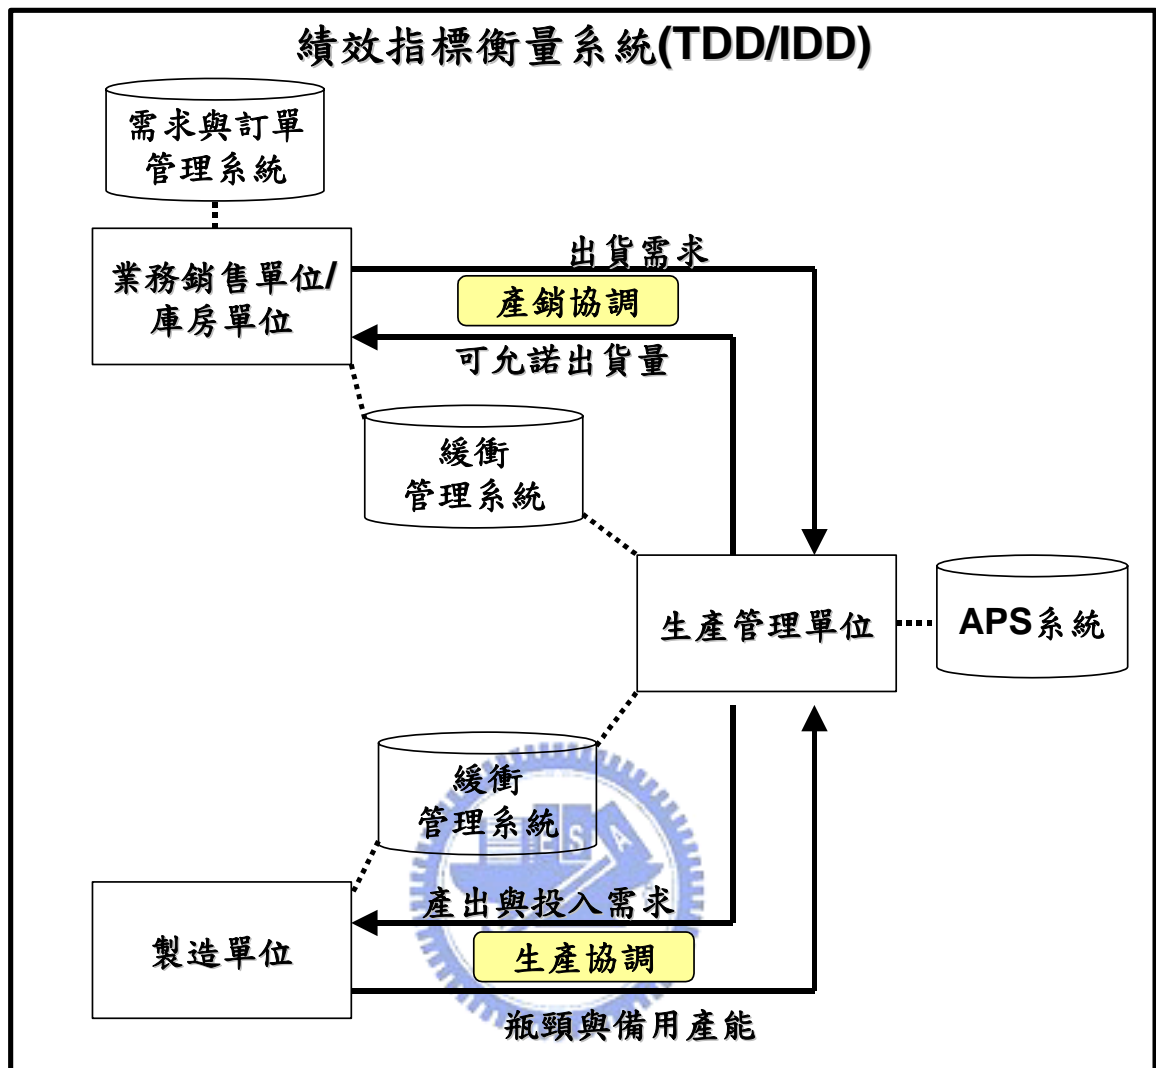 績效指標衡量系統(TDD/IDD)
需求與訂單
管理系統
業務銷售單位/
庫房單位
出貨需求
產銷協調
可允諾出貨量
緩衝
管理系統
生產管理單位
APS系統
緩衝
管理系統
ESA
產出與投入需求
製造單位
生產協調
瓶頸與備用產能